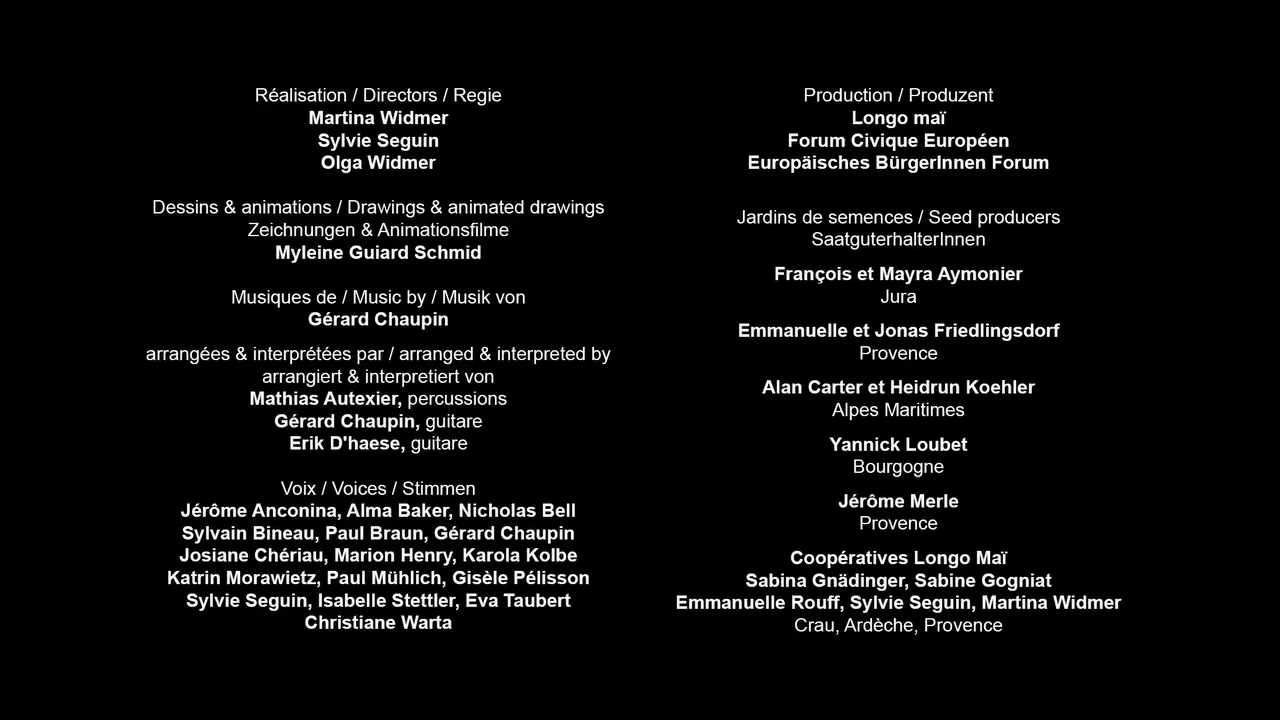 Réalisation / Directors / Regie
Martina Widmer
Sylvie Seguin
Olga Widmer
Dessins & animations / Drawings & animated drawings
Zeichnungen & Animationsfilme
Myleine Guiard Schmid
Musiques de / Music by / Musik von
Gérard Chaupin
arrangées & interprétées par / arranged & interpreted by
arrangiert & interpretiert von
Mathias Autexier, percussions
Gérard Chaupin, guitare
Erik D'haese, guitare
Voix / Voices / Stimmen
Jérôme Anconina, Alma Baker, Nicholas Bell
Sylvain Bineau, Paul Braun, Gérard Chaupin
Josiane Chériau, Marion Henry, Karola Kolbe
Katrin Morawietz, Paul Mühlich, Gisèle Pélisson
Sylvie Seguin, Isabelle Stettler, Eva Taubert
Christiane Warta
Production / Produzent
Longo maï
Forum Civique Européen
Europäisches BürgerInnen Forum
Jardins de semences / Seed producers
SaatguterhalterInnen
François et Mayra Aymonier
Jura
Emmanuelle et Jonas Friedlingsdorf
Provence
Alan Carter et Heidrun Koehler
Alpes Maritimes
Yannick Loubet
Bourgogne
Jérôme Merle
Provence
Coopératives Longo Maï
Sabina Gnädinger, Sabine Gogniat
Emmanuelle Rouff, Sylvie Seguin, Martina Widmer
Crau, Ardèche, Provence